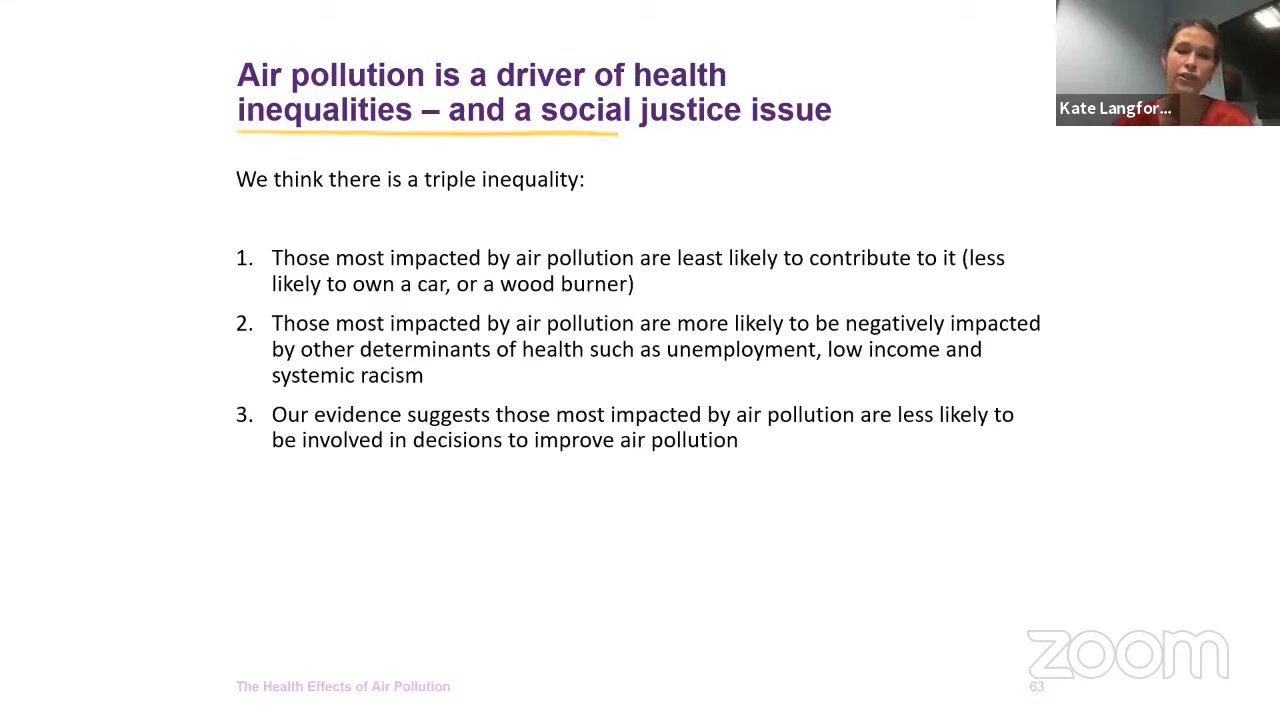 Air pollution is a driver of health
inequalities – and a social justice issue
Kate Langfor...
We think there is a triple inequality:
1. Those most impacted by air pollution are least likely to contribute to it (less
likely to own a car, or a wood burner)
2. Those most impacted by air pollution are more likely to be negatively impacted
by other determinants of health such as unemployment, low income and
systemic racism
3. Our evidence suggests those most impacted by air pollution are less likely to
be involved in decisions to improve air pollution
zoom
The Health Effects of Air Pollution
63